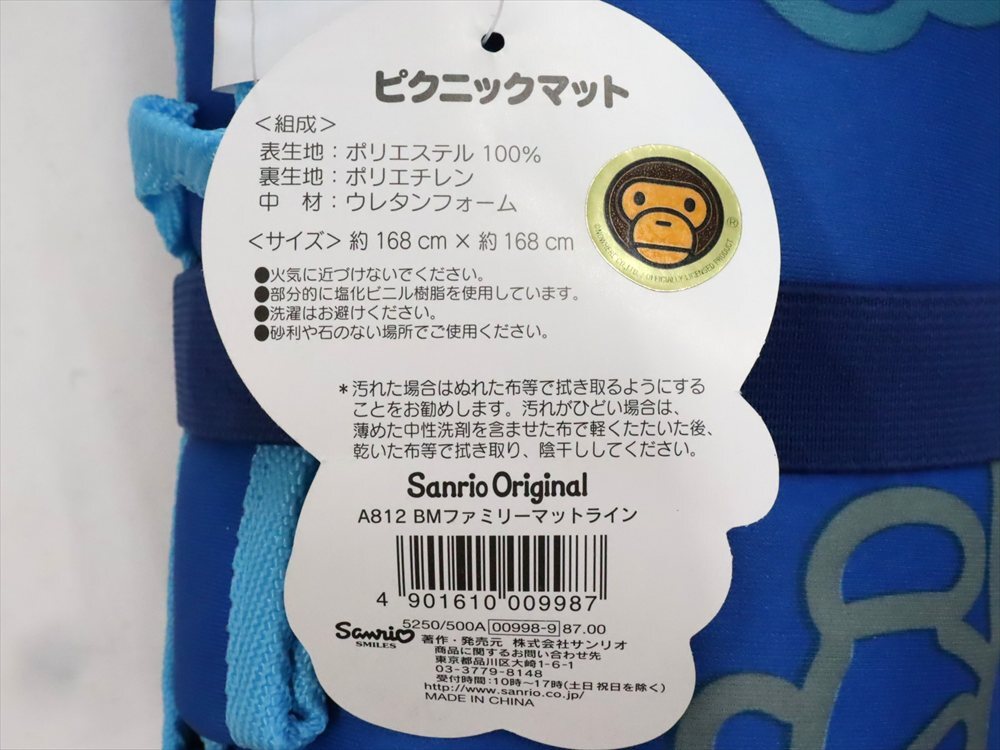 ピクニックマット
<組成>
表生地：ポリエステル 100%
裏生地：ポリエチレン
中　材：ウレタンフォーム
<サイズ> 約 168 cm × 約 168 cm
●火気に近づけないでください。
●部分的に塩化ビニル樹脂を使用しています。
●洗濯はお避けください。
●砂利や石のない場所でご使用ください。
＊汚れた場合はぬれた布等で拭き取るようにする
ことをお勧めします。汚れがひどい場合は、
薄めた中性洗剤を含ませた布で軽くたたいた後、
乾いた布等で拭き取り、陰干ししてください。
Sanrio Original
A812 BMファミリーマットライン
4 901610 009987
5250/500A 00998-9 87.00
Sanrio
SMILES
著作・発売元 株式会社サンリオ
商品に関するお問い合わせ先
東京都品川区大崎1-6-1
03-3779-8148
受付時間:10時～17時(土日 祝日を除く)
http://www.sanrio.co.jp/
MADE IN CHINA